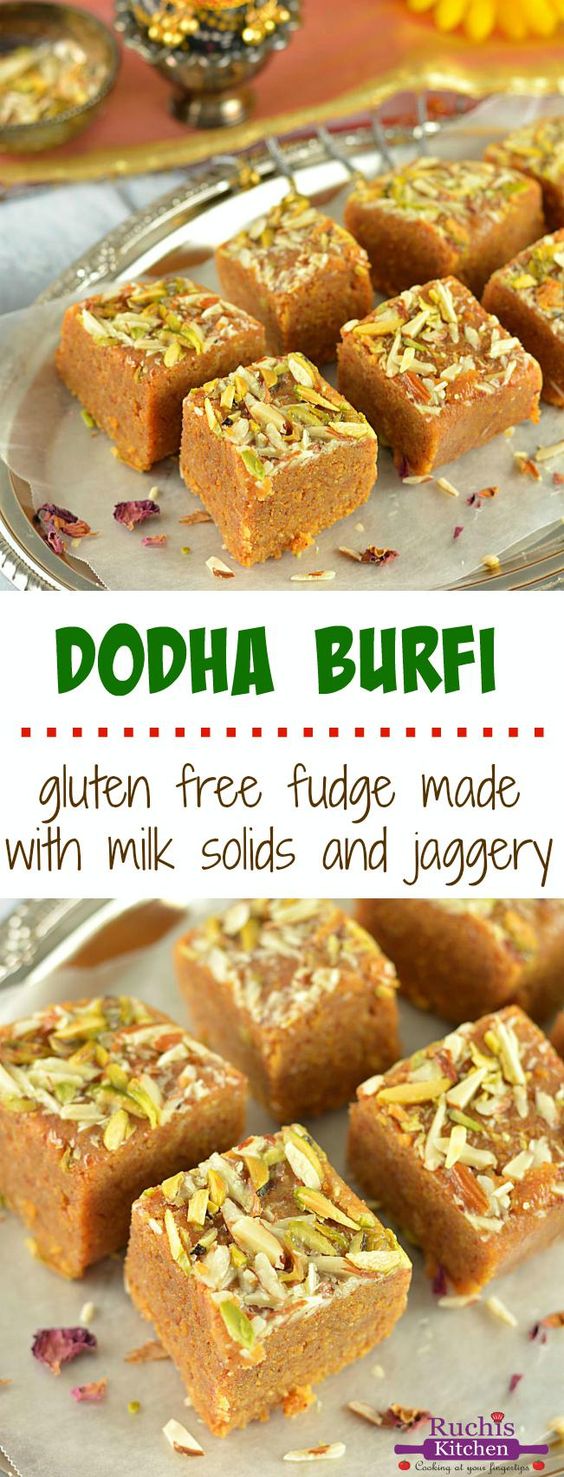 DODHA BURFI
gluten free fudge made
with milk solids and jaggery
Ruchis
Kitchen
Cooking at your fingertips